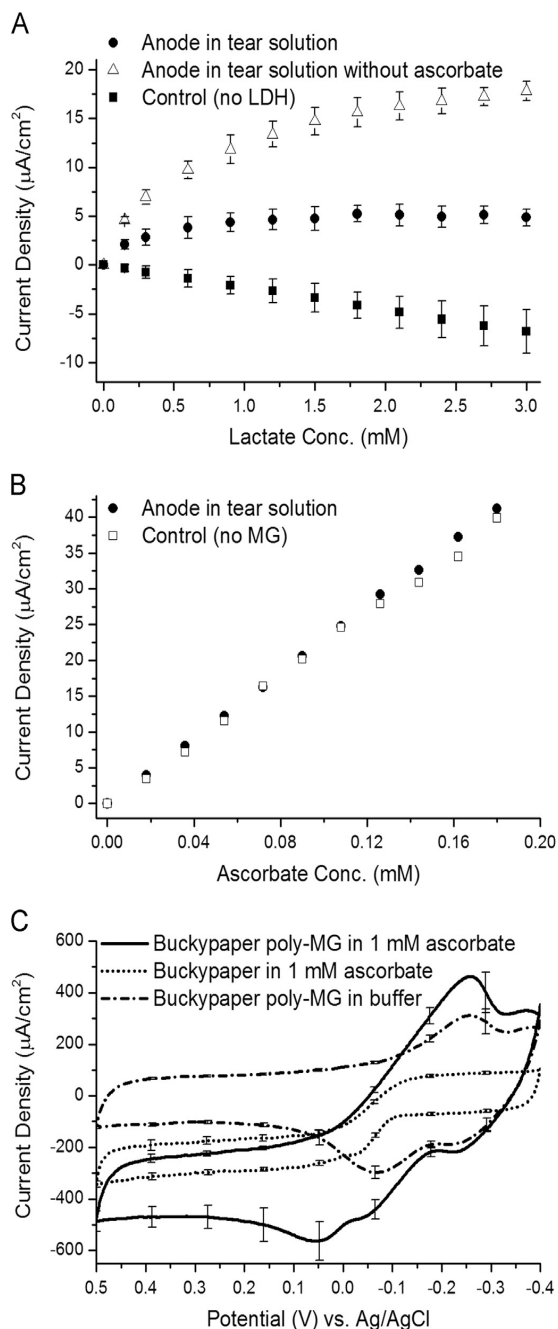 A
Anode in tear solution
Anode in tear solution without ascorbate
Control (no LDH)
20
15
10
5
0
-5
-10
Current Density (µA/cm²)
0.0 0.5 1.0 1.5 2.0 2.5 3.0
Lactate Conc. (mM)
B
Anode in tear solution
Control (no MG)
40
35
30
25
20
15
10
5
0
Current Density (µA/cm²)
0.00 0.04 0.08 0.12 0.16 0.20
Ascorbate Conc. (mM)
C
Buckypaper poly-MG in 1 mM ascorbate
Buckypaper in 1 mM ascorbate
Buckypaper poly-MG in buffer
600
400
200
0
-200
-400
-600
Current Density (µA/cm²)
0.5 0.4 0.3 0.2 0.1 0.0 -0.1 -0.2 -0.3 -0.4
Potential (V) vs. Ag/AgCl